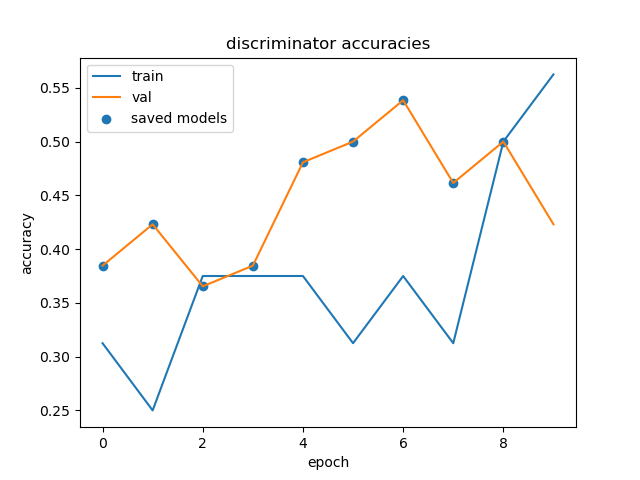 discriminator accuracies
train
val
saved models
0.55
0.50
0.45
0.40
0.35
0.30
0.25
accuracy
0 2 4 6 8
epoch